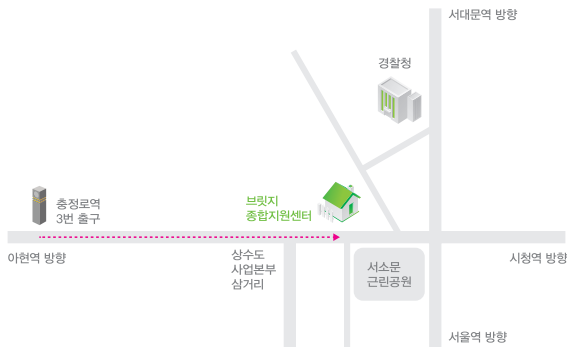 서대문역 방향
경찰청
브릿지
종합지원센터
충정로역
3번 출구
아현역 방향
상수도
사업본부
삼거리
서소문
근린공원
시청역 방향
서울역 방향